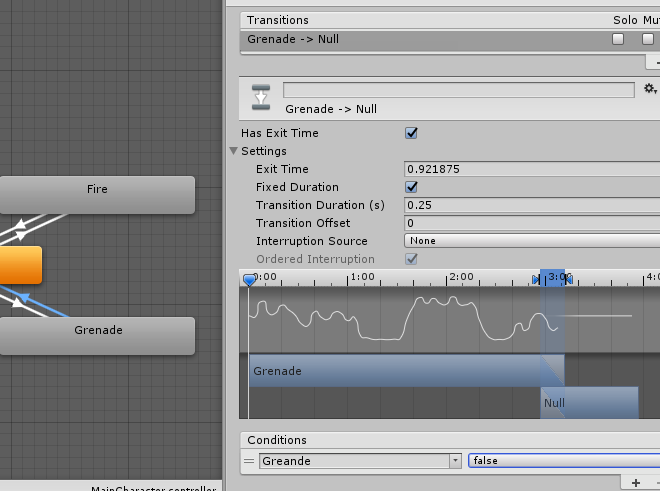 Transitions Solo Mut
Grenade -> Null
Grenade -> Null
Has Exit Time
Settings
Exit Time 0.921875
Fixed Duration
Transition Duration (s) 0.25
Transition Offset 0
Interruption Source None
Ordered Interruption
0:00 1:00 2:00 3:00 4:0
Grenade
Null
Conditions
Greande false
Fire
Grenade
MainCharacter.controller